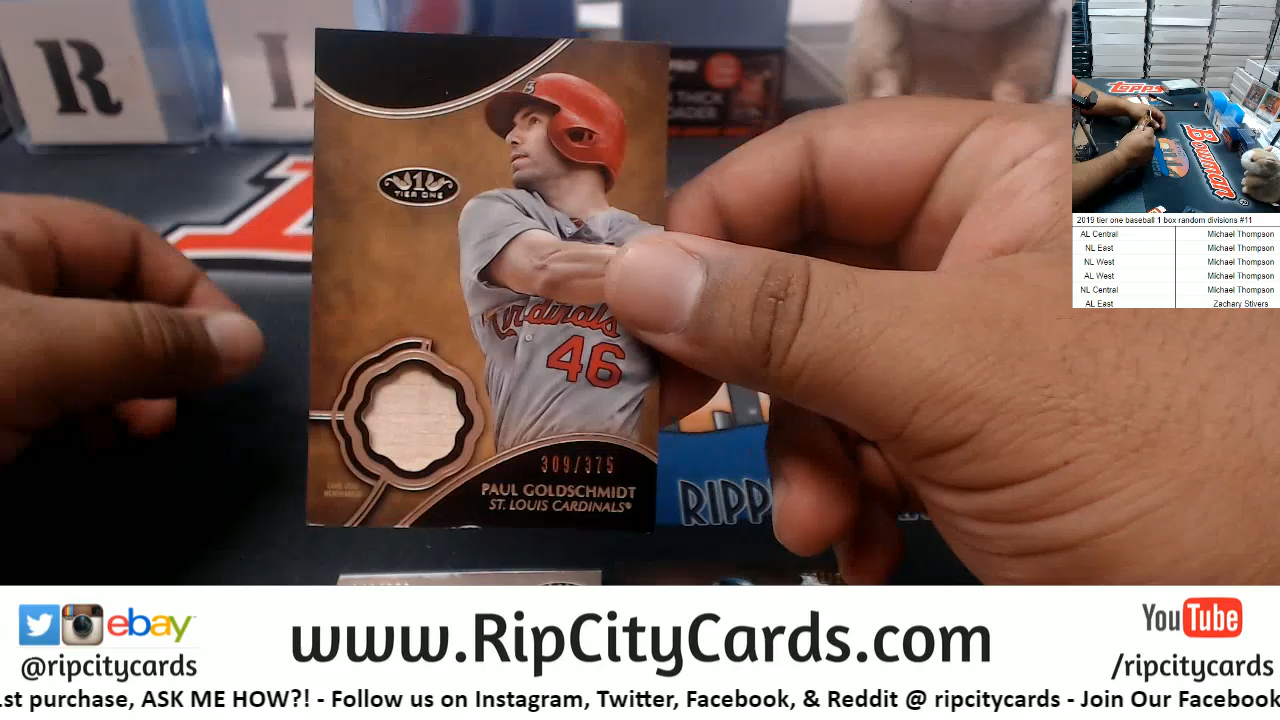 R
1
TIER ONE
Cardinals
46
309/375
PAUL GOLDSCHMIDT
ST. LOUIS CARDINALS®
RIPP
topps
Bowman
2019 tier one baseball 1 box random divisions #11
AL Central Michael Thompson
NL East Michael Thompson
NL West Michael Thompson
AL West Michael Thompson
NL Central Michael Thompson
AL East Zachary Stivers
ebay
@ripcitycards
www.RipCityCards.com
YouTube
/ripcitycards
1st purchase, ASK ME HOW?! - Follow us on Instagram, Twitter, Facebook, & Reddit @ ripcitycards - Join Our Facebook